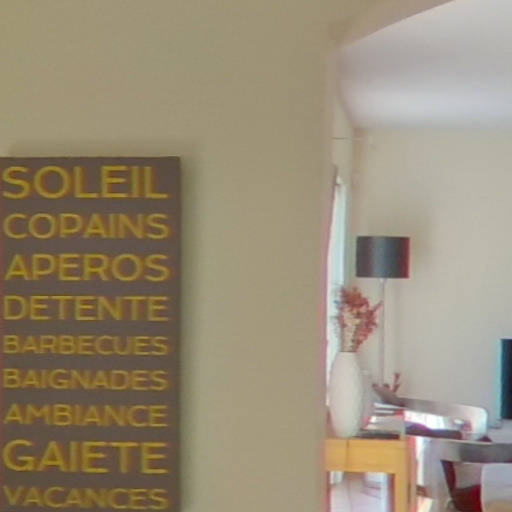 SOLEIL
COPAINS
APEROS
DETENTE
BARBECUES
BAIGNADES
AMBIANCE
GAIETE
VACANCES